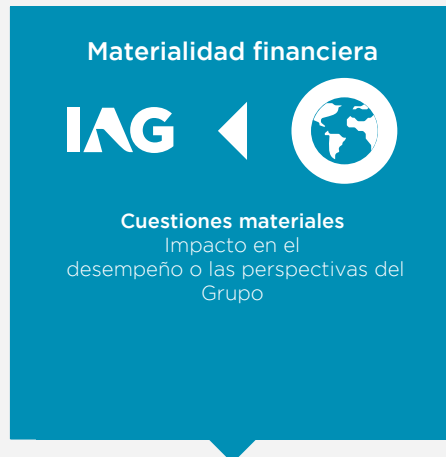 Materialidad financiera
IAG
Cuestiones materiales
Impacto en el
desempeño o las perspectivas del
Grupo